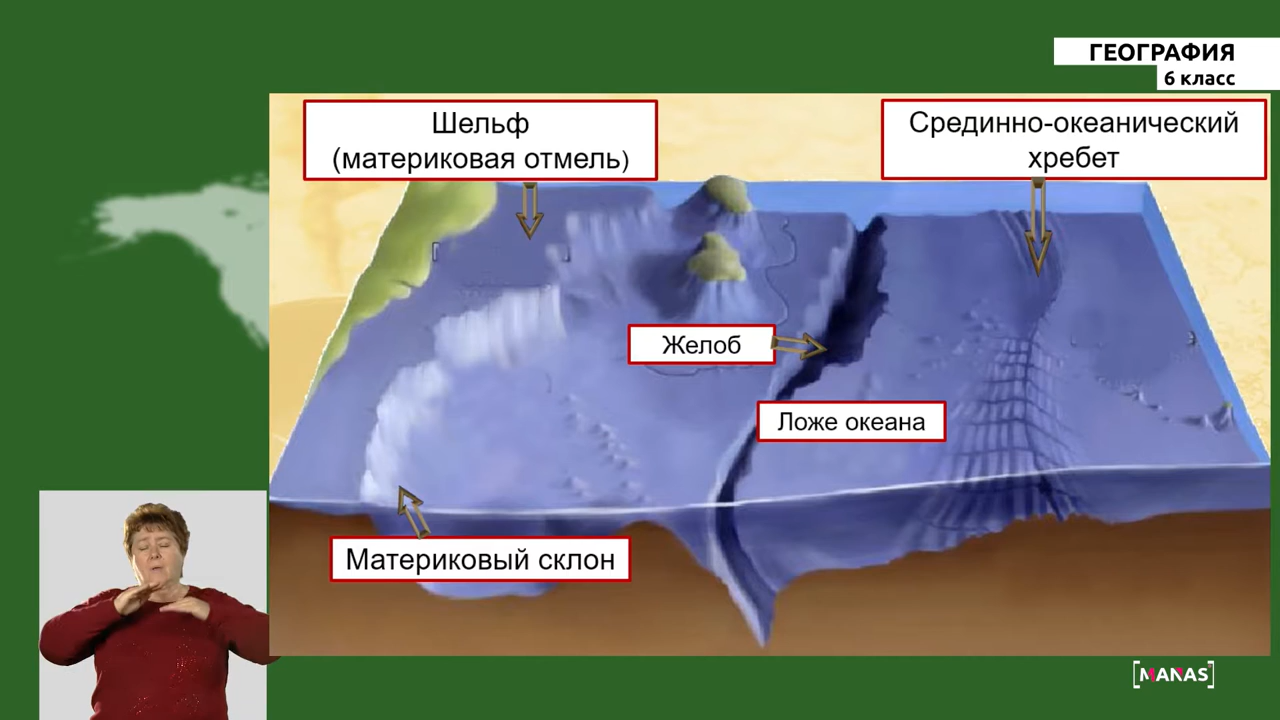 ГЕОГРАФИЯ
6 класс
Шельф
(материковая отмель)
Срединно-океанический
хребет
Желоб
Ложе океана
Материковый склон
[MANAS]